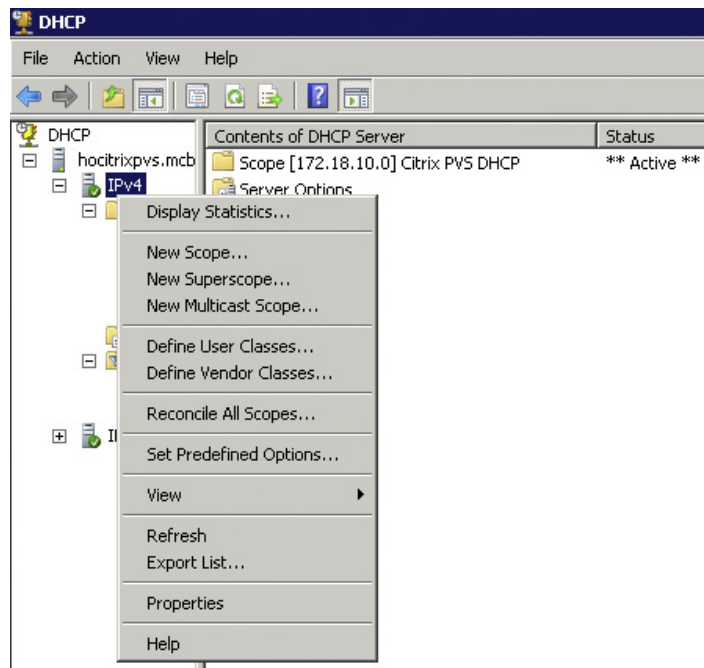 DHCP
File Action View Help
DHCP
Contents of DHCP Server Status
hocitrixpvs.mcb
Scope [172.18.10.0] Citrix PVS DHCP ** Active **
IPv4
Server Options
Display Statistics...
New Scope...
New Superscope...
New Multicast Scope...
Define User Classes...
Define Vendor Classes...
Reconcile All Scopes...
Set Predefined Options...
View
Refresh
Export List...
Properties
Help